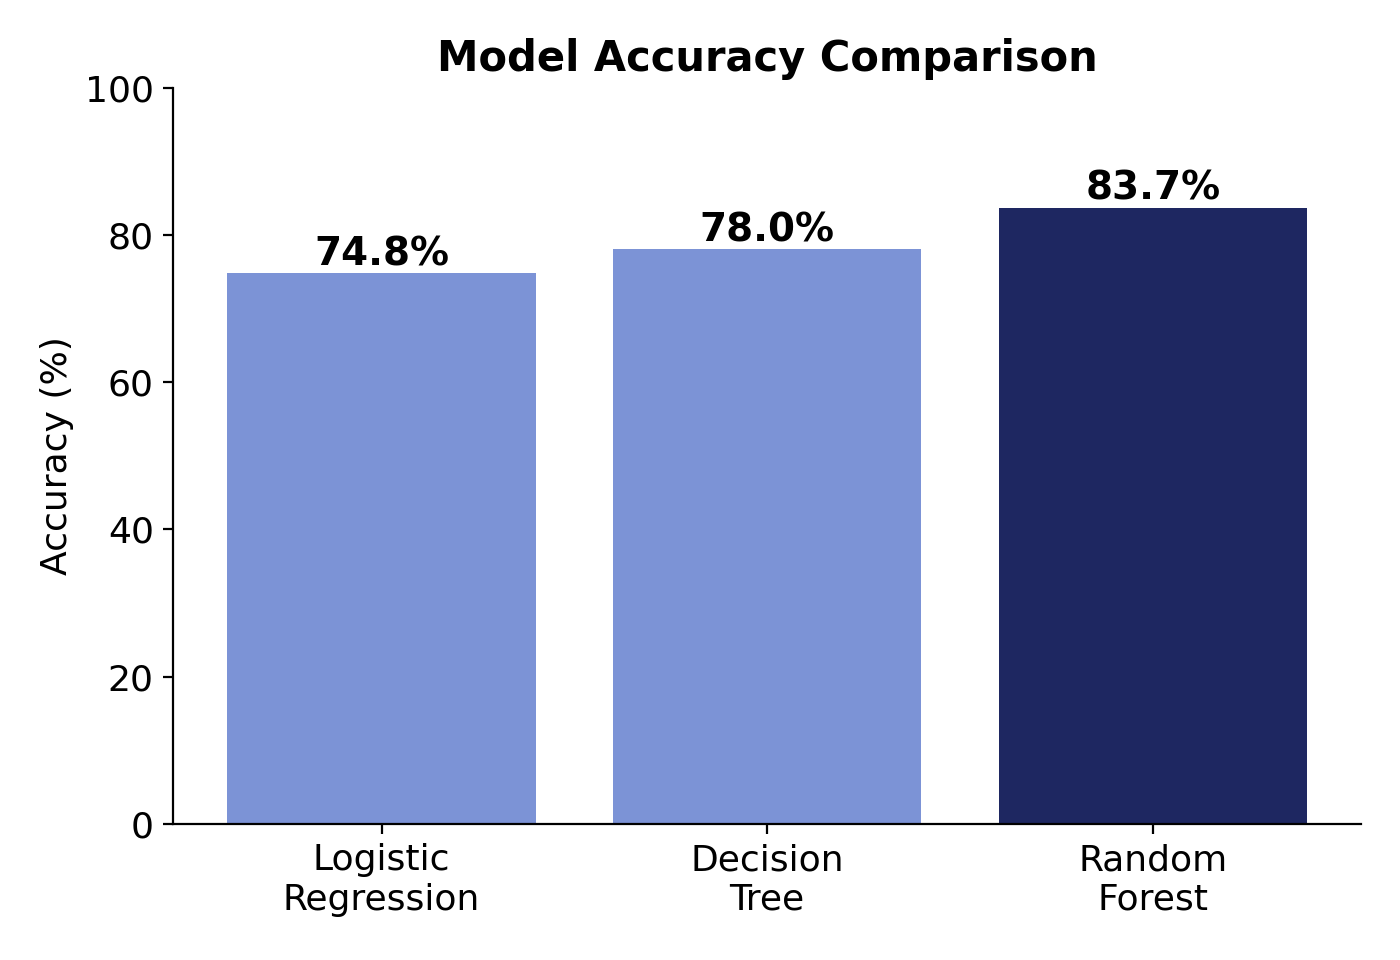 Model Accuracy Comparison
100
80
60
40
20
0
Accuracy (%)
74.8%
78.0%
83.7%
Logistic
Regression
Decision
Tree
Random
Forest